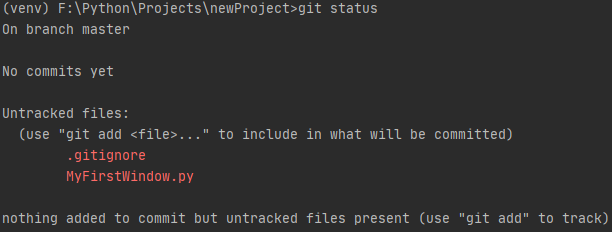 (venv) F:\Python\Projects\newProject>git status
On branch master
No commits yet
Untracked files:
(use "git add <file>..." to include in what will be committed)
.gitignore
MyFirstWindow.py
nothing added to commit but untracked files present (use "git add" to track)